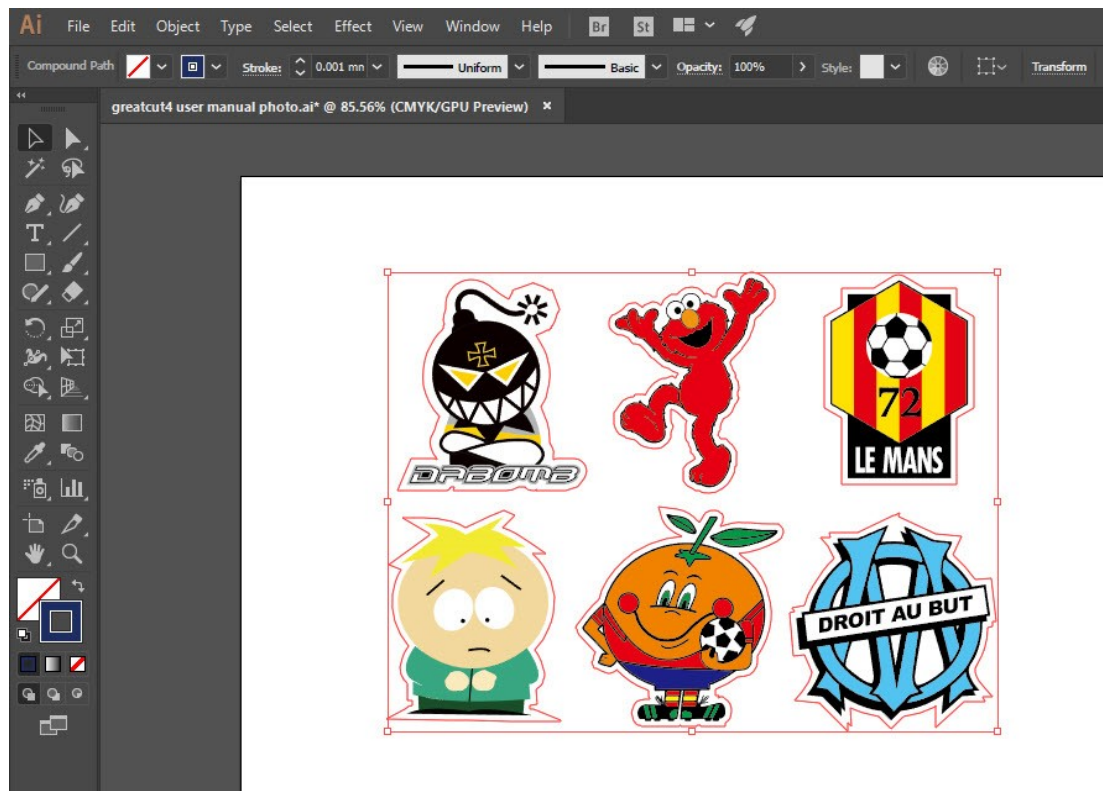 Ai File Edit Object Type Select Effect View Window Help Br St
Compound Path Stroke: 0.001 mn Uniform Basic Opacity: 100% Style: Transform
greatcut4 user manual photo.ai* @ 85.56% (CMYK/GPU Preview) ×
72
LE MANS
DABOMB
DROIT AU BUT